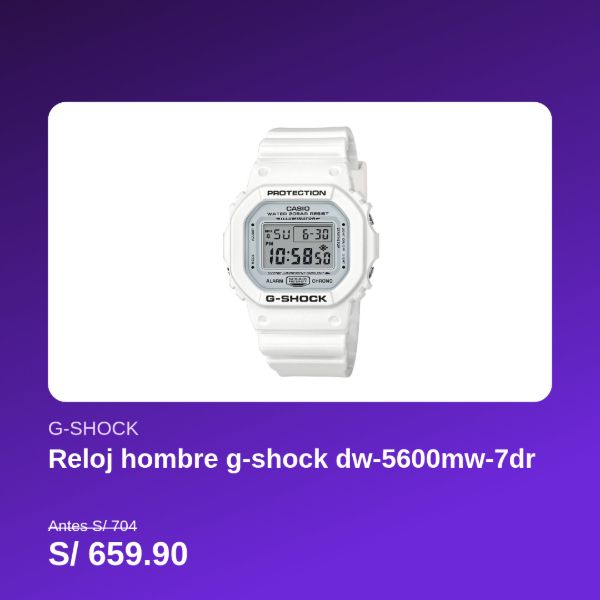 PROTECTION
CASIO
WATER 20BAR RESIST
ILLUMINATOR
SU 6-30
PM
10:58 50
ALARM CHRONO
G-SHOCK
G-SHOCK
Reloj hombre g-shock dw-5600mw-7dr
Antes S/ 704
S/ 659.90